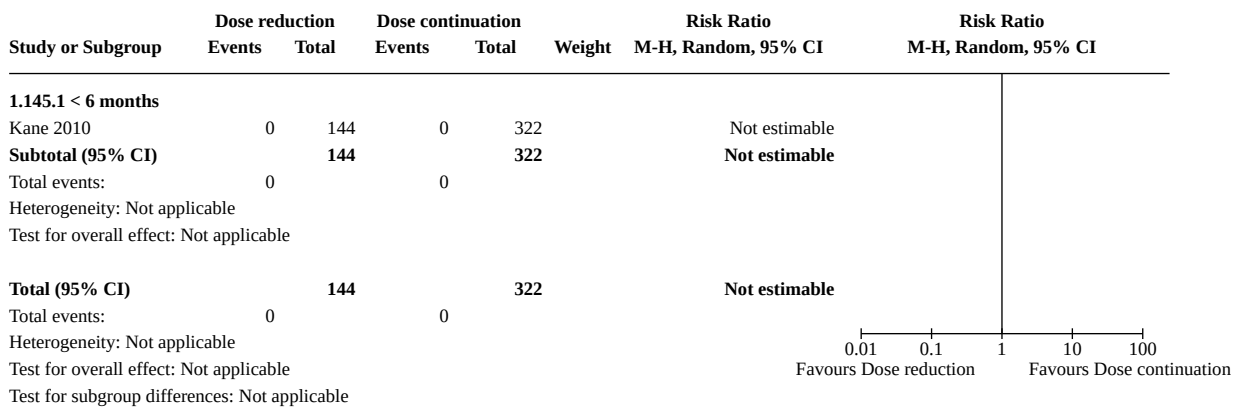 Dose reduction Dose continuation Risk Ratio Risk Ratio
Study or Subgroup Events Total Events Total Weight M-H, Random, 95% CI M-H, Random, 95% CI
1.145.1 < 6 months
Kane 2010 0 144 0 322 Not estimable
Subtotal (95% CI) 144 322 Not estimable
Total events: 0 0
Heterogeneity: Not applicable
Test for overall effect: Not applicable
Total (95% CI) 144 322 Not estimable
Total events: 0 0
Heterogeneity: Not applicable
0.01 0.1 1 10 100
Test for overall effect: Not applicable Favours Dose reduction Favours Dose continuation
Test for subgroup differences: Not applicable